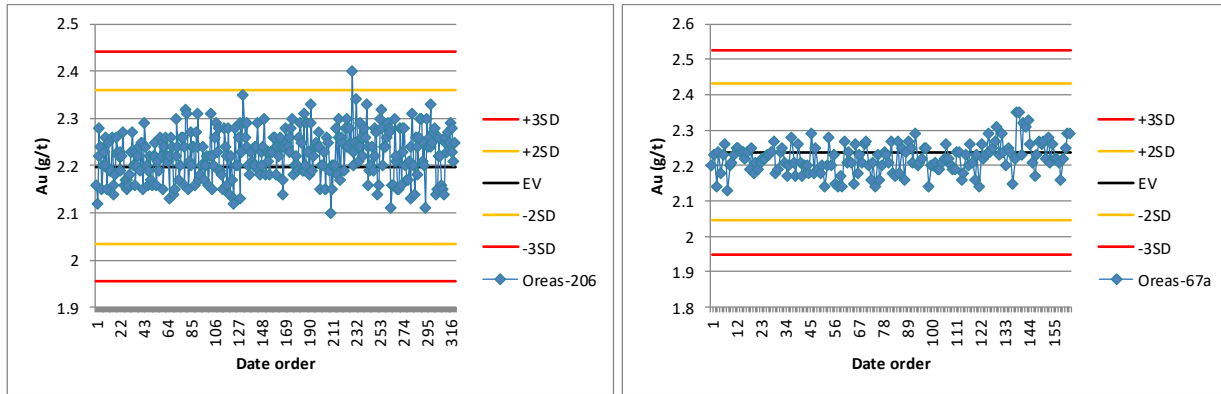 2.5
2.4
2.3
2.2
2.1
2
1.9
Au (g/t)
1 22 43 64 85 106 127 148 169 190 211 232 253 274 295 316
Date order
+3SD
+2SD
EV
-2SD
-3SD
Oreas-206
2.6
2.5
2.4
2.3
2.2
2.1
2
1.9
1.8
Au (g/t)
1 12 23 34 45 56 67 78 89 100 111 122 133 144 155
Date order
+3SD
+2SD
EV
-2SD
-3SD
Oreas-67a